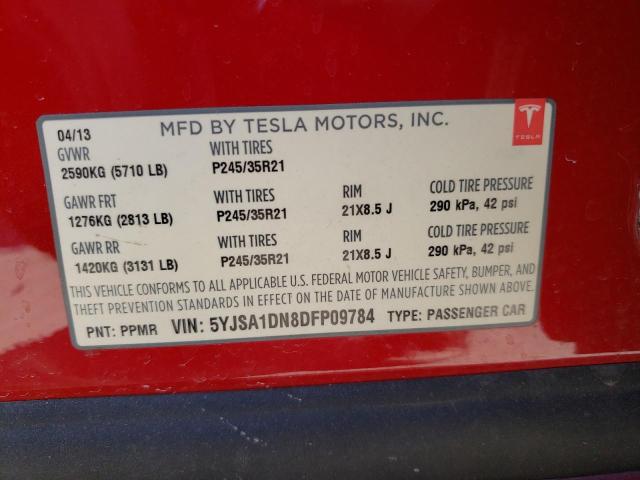 04/13 MFD BY TESLA MOTORS, INC. TESLA
GVWR WITH TIRES
2590KG (5710 LB) P245/35R21
GAWR FRT WITH TIRES RIM COLD TIRE PRESSURE
1276KG (2813 LB) P245/35R21 21X8.5 J 290 kPa, 42 psi
GAWR RR WITH TIRES RIM COLD TIRE PRESSURE
1420KG (3131 LB) P245/35R21 21X8.5 J 290 kPa, 42 psi
THIS VEHICLE CONFORMS TO ALL APPLICABLE U.S. FEDERAL MOTOR VEHICLE SAFETY, BUMPER, AND
THEFT PREVENTION STANDARDS IN EFFECT ON THE DATE OF MANUFACTURE SHOWN ABOVE.
PNT: PPMR VIN: 5YJSA1DN8DFP09784 TYPE: PASSENGER CAR